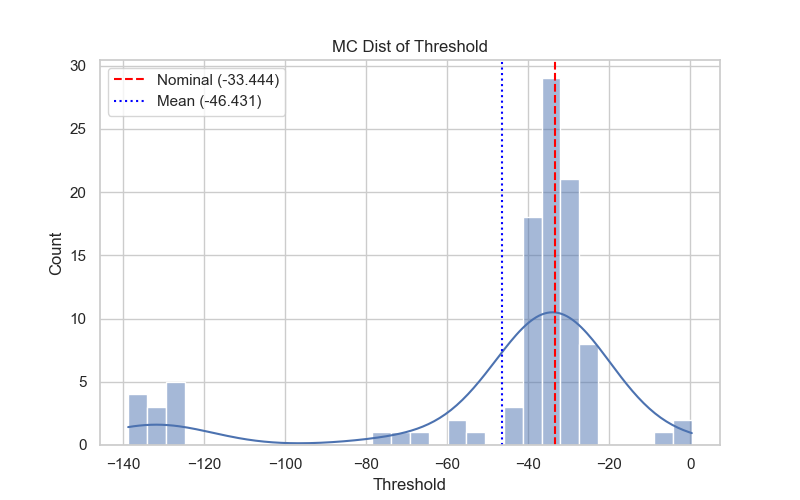 MC Dist of Threshold
Nominal (-33.444)
Mean (-46.431)
30
25
20
15
10
5
0
Count
−140 −120 −100 −80 −60 −40 −20 0
Threshold